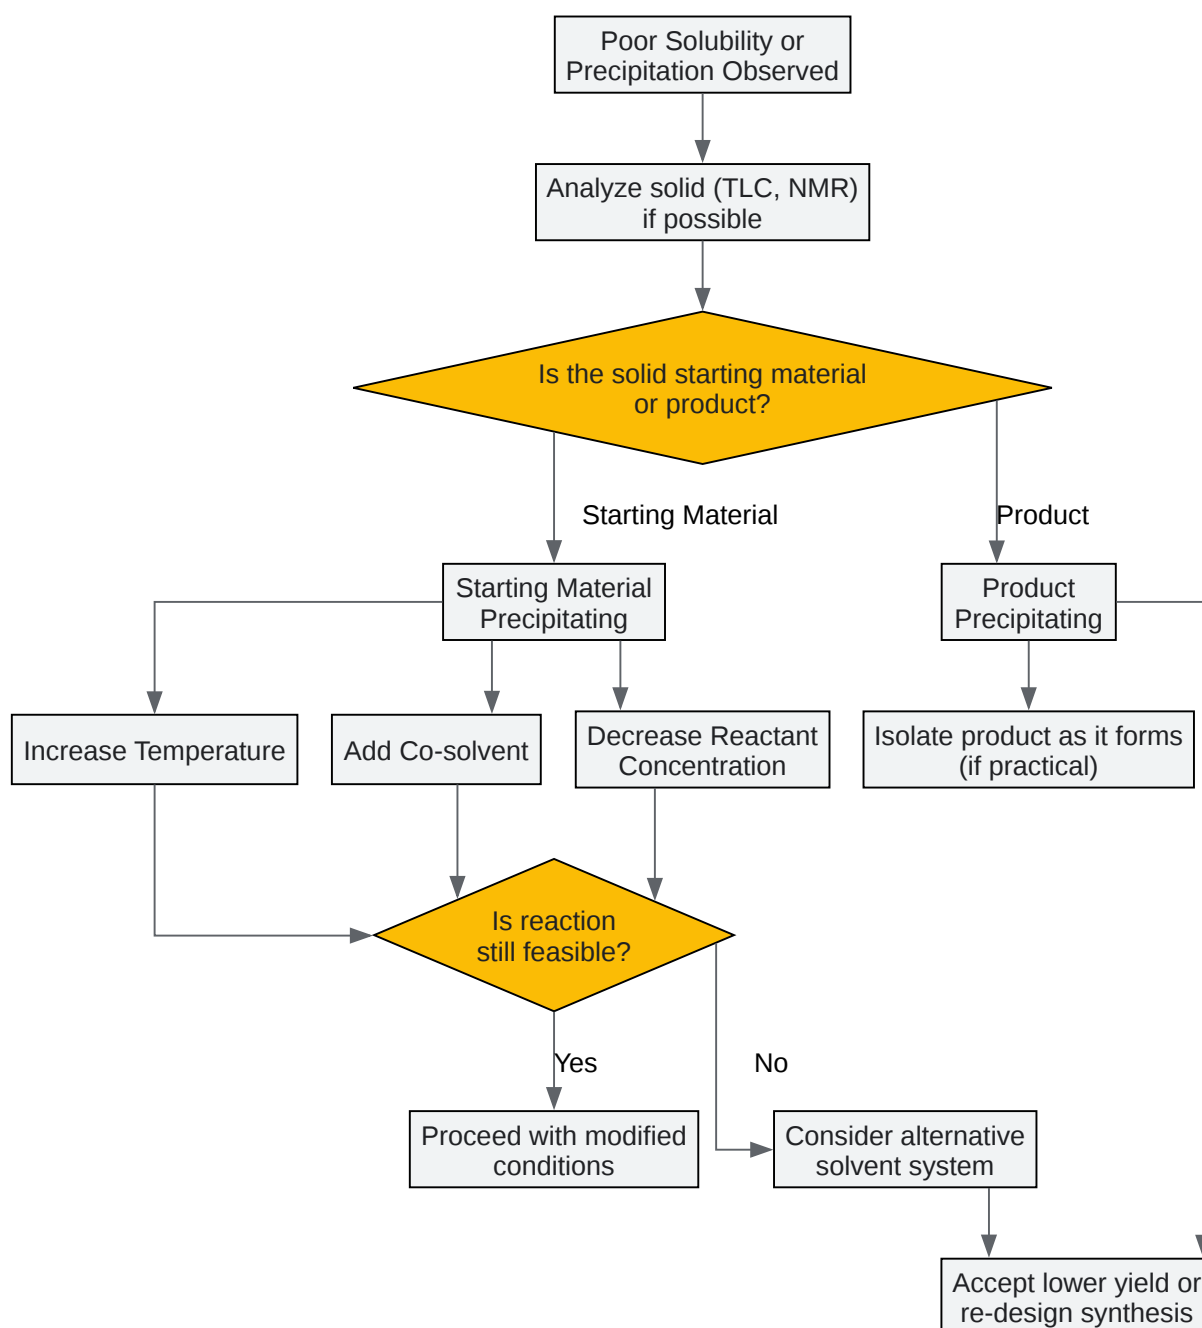 Poor Solubility or
Precipitation Observed
Analyze solid (TLC, NMR)
if possible
Is the solid starting material
or product?
Starting Material
Product
Starting Material
Precipitating
Product
Precipitating
Increase Temperature
Add Co-solvent
Decrease Reactant
Concentration
Isolate product as it forms
(if practical)
Is reaction
still feasible?
Yes
No
Proceed with modified
conditions
Consider alternative
solvent system
Accept lower yield or
re-design synthesis